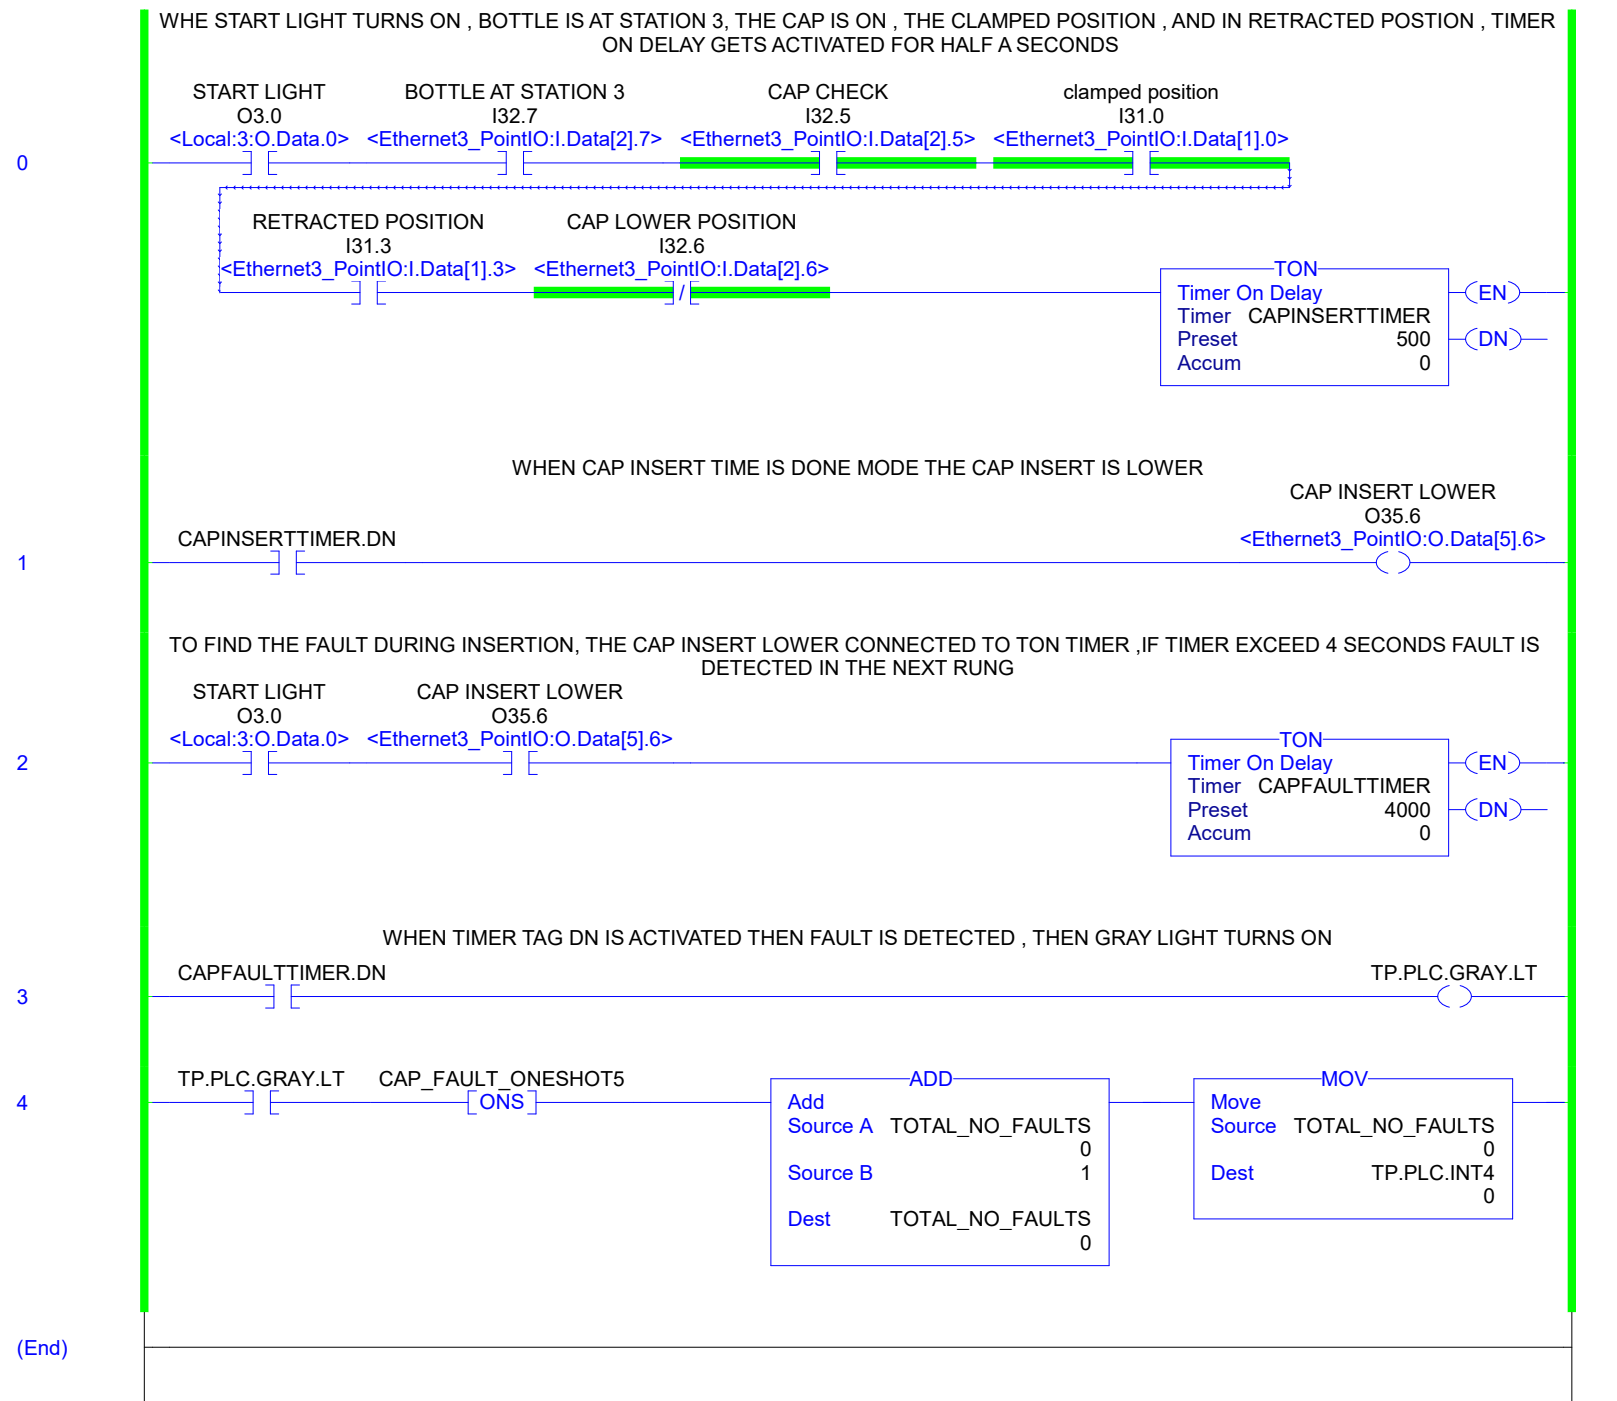 WHE START LIGHT TURNS ON , BOTTLE IS AT STATION 3, THE CAP IS ON , THE CLAMPED POSITION , AND IN RETRACTED POSTION , TIMER
ON DELAY GETS ACTIVATED FOR HALF A SECONDS
START LIGHT BOTTLE AT STATION 3 CAP CHECK clamped position
O3.0 I32.7 I32.5 I31.0
<Local:3:O.Data.0> <Ethernet3_PointIO:I.Data[2].7> <Ethernet3_PointIO:I.Data[2].5> <Ethernet3_PointIO:I.Data[1].0>
0
RETRACTED POSITION CAP LOWER POSITION
I31.3 I32.6
<Ethernet3_PointIO:I.Data[1].3> <Ethernet3_PointIO:I.Data[2].6>
/
TON
Timer On Delay
Timer CAPINSERTTIMER
Preset 500
Accum 0
EN
DN
WHEN CAP INSERT TIME IS DONE MODE THE CAP INSERT IS LOWER
CAP INSERT LOWER
O35.6
CAPINSERTTIMER.DN <Ethernet3_PointIO:O.Data[5].6>
1
TO FIND THE FAULT DURING INSERTION, THE CAP INSERT LOWER CONNECTED TO TON TIMER ,IF TIMER EXCEED 4 SECONDS FAULT IS
DETECTED IN THE NEXT RUNG
START LIGHT CAP INSERT LOWER
O3.0 O35.6
<Local:3:O.Data.0> <Ethernet3_PointIO:O.Data[5].6>
2
TON
Timer On Delay
Timer CAPFAULTTIMER
Preset 4000
Accum 0
EN
DN
WHEN TIMER TAG DN IS ACTIVATED THEN FAULT IS DETECTED , THEN GRAY LIGHT TURNS ON
CAPFAULTTIMER.DN TP.PLC.GRAY.LT
3
TP.PLC.GRAY.LT CAP_FAULT_ONESHOT5
4
ONS
ADD
Add
Source A TOTAL_NO_FAULTS
0
Source B 1
Dest TOTAL_NO_FAULTS
0
MOV
Move
Source TOTAL_NO_FAULTS
0
Dest TP.PLC.INT4
0
(End)